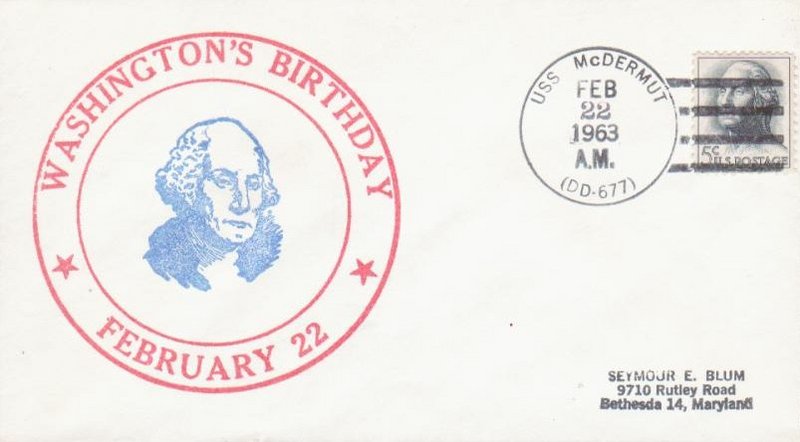 WASHINGTON'S BIRTHDAY
FEBRUARY 22
USS McDERMUT
FEB
22
1963
A.M.
(DD-677)
5c
U.S. POSTAGE
SEYMOUR E. BLUM
9710 Rutley Road
Bethesda 14, Maryland